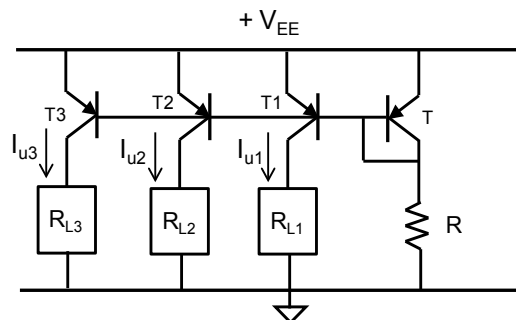 + V_EE
T3
T2
T1
T
I_u3
I_u2
I_u1
R_L3
R_L2
R_L1
R